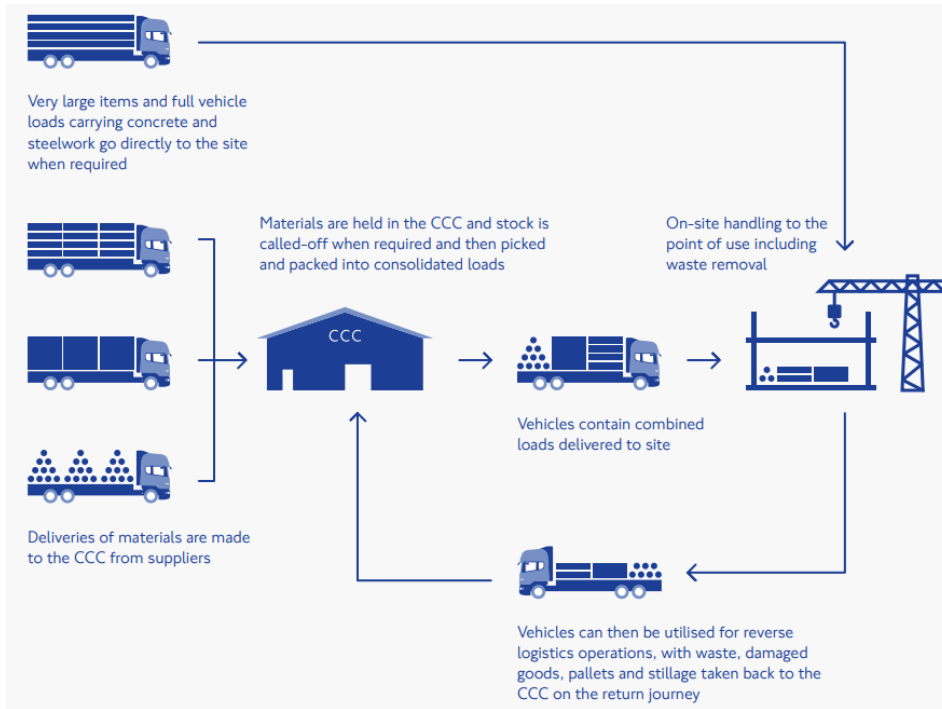 Very large items and full vehicle
loads carrying concrete and
steelwork go directly to the site
when required
Materials are held in the CCC and stock is
called-off when required and then picked
and packed into consolidated loads
On-site handling to the
point of use including
waste removal
CCC
Vehicles contain combined
loads delivered to site
Deliveries of materials are made
to the CCC from suppliers
Vehicles can then be utilised for reverse
logistics operations, with waste, damaged
goods, pallets and stillage taken back to the
CCC on the return journey